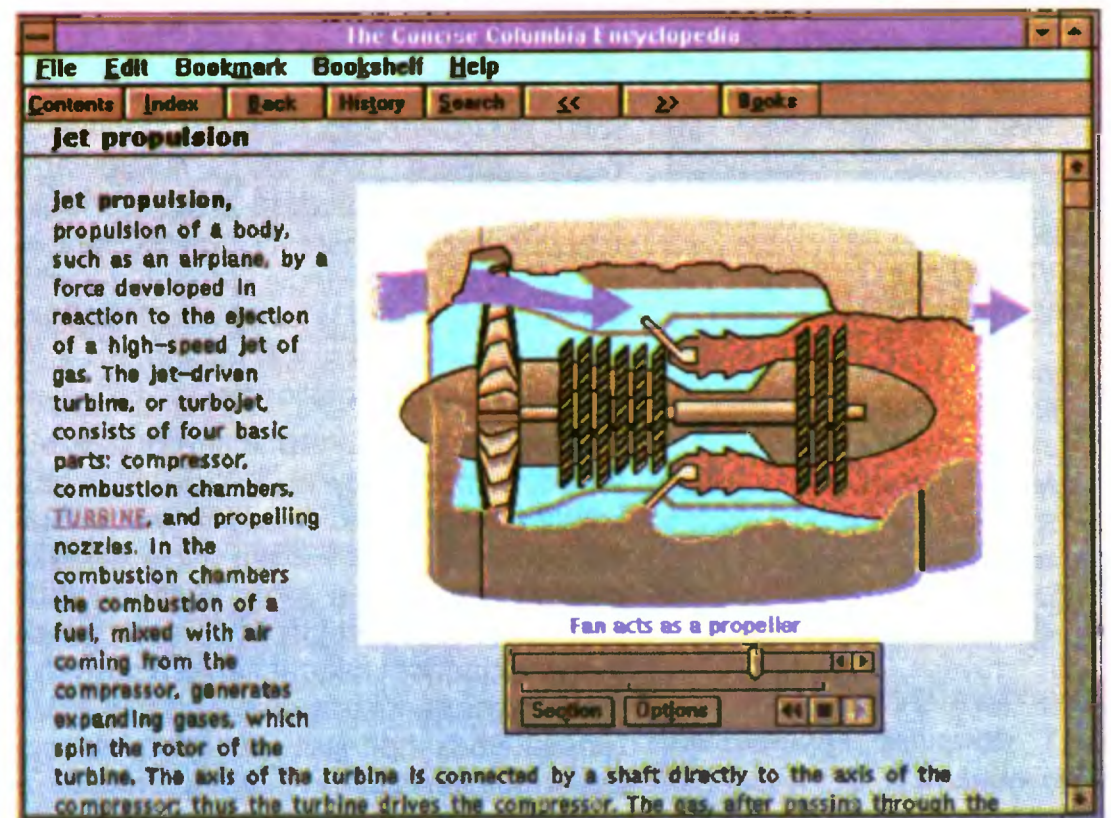 The Concise Columbia Encyclopedia
File Edit Bookmark Bookshelf Help
Contents Index Back History Search << >> Books
jet propulsion
jet propulsion,
propulsion of a body,
such as an airplane, by a
force developed in
reaction to the ejection
of a high-speed jet of
gas. The jet-driven
turbine, or turbojet,
consists of four basic
parts: compressor,
combustion chambers,
TURBINE, and propelling
nozzles. In the
combustion chambers
the combustion of a
fuel, mixed with air
coming from the
compressor, generates
expanding gases, which
spin the rotor of the
turbine. The axis of the turbine is connected by a shaft directly to the axis of the
compressor; thus the turbine drives the compressor. The gas, after passing through the
Fan acts as a propeller
Section Options